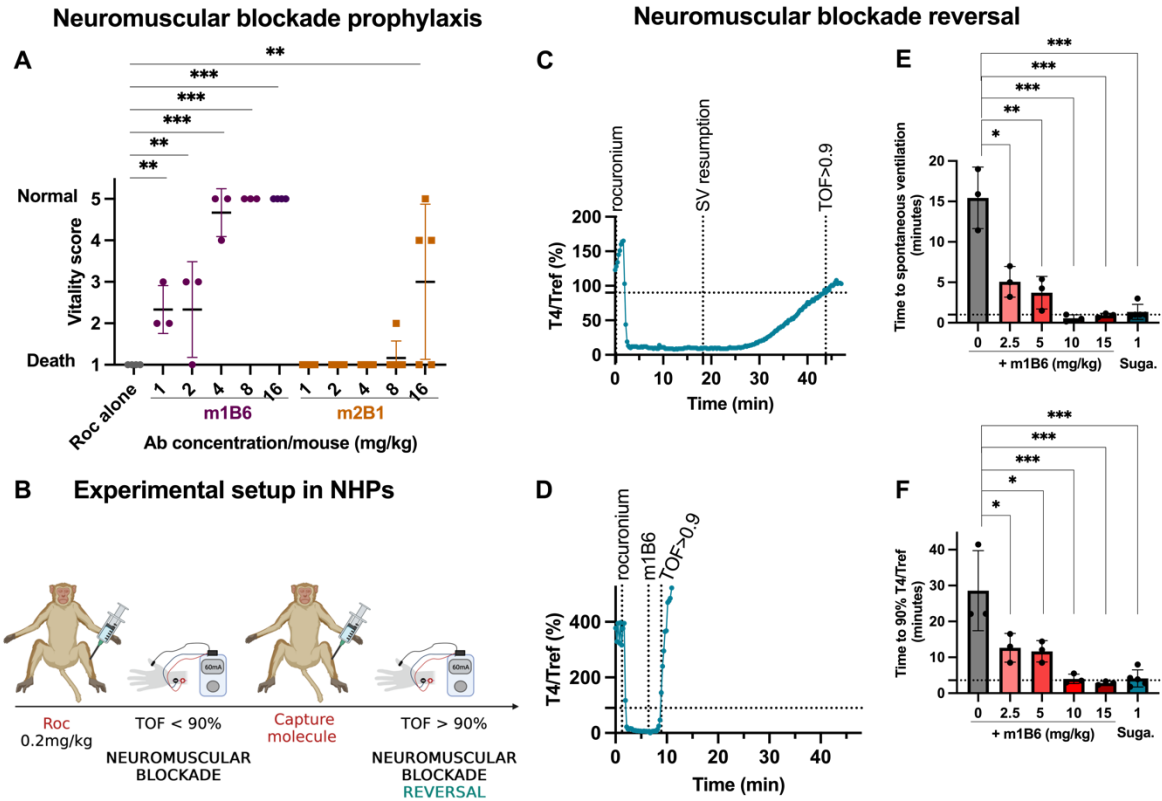 Neuromuscular blockade prophylaxis
Neuromuscular blockade reversal
A
**
***
***
***
**
**
Normal
Death
5
4
3
2
1
Vitality score
Roc alone
1
2
4
8
16
1
2
4
8
16
m1B6
m2B1
Ab concentration/mouse (mg/kg)
B
Experimental setup in NHPs
60mA
60mA
Roc
0.2mg/kg
TOF < 90%
NEUROMUSCULAR
BLOCKADE
Capture
molecule
TOF > 90%
NEUROMUSCULAR
BLOCKADE
REVERSAL
C
rocuronium
SV resumption
TOF>0.9
T4/Tref (%)
200
150
100
50
0
0
10
20
30
40
Time (min)
D
rocuronium
m1B6
TOF>0.9
T4/Tref (%)
400
200
0
0
10
20
30
40
Time (min)
E
***
***
***
**
*
Time to spontaneous ventilation
(minutes)
20
15
10
5
0
0
2.5
5
10
15
1
+ m1B6 (mg/kg)
Suga.
F
***
***
***
*
*
Time to 90% T4/Tref
(minutes)
40
30
20
10
0
0
2.5
5
10
15
1
+ m1B6 (mg/kg)
Suga.